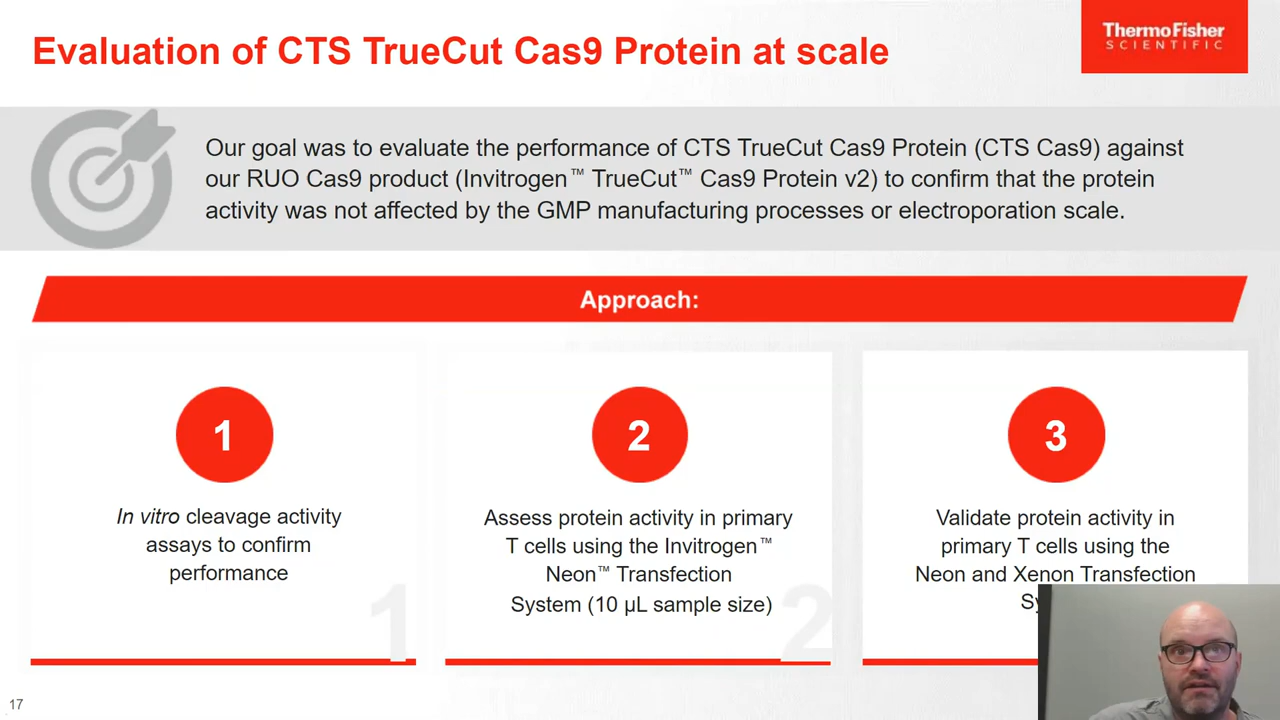 Evaluation of CTS TrueCut Cas9 Protein at scale
ThermoFisher
SCIENTIFIC
Our goal was to evaluate the performance of CTS TrueCut Cas9 Protein (CTS Cas9) against
our RUO Cas9 product (Invitrogen™ TrueCut™ Cas9 Protein v2) to confirm that the protein
activity was not affected by the GMP manufacturing processes or electroporation scale.
Approach:
1
In vitro cleavage activity
assays to confirm
performance
1
2
Assess protein activity in primary
T cells using the Invitrogen™
Neon™ Transfection
System (10 µL sample size)
2
3
Validate protein activity in
primary T cells using the
Neon and Xenon Transfection
17